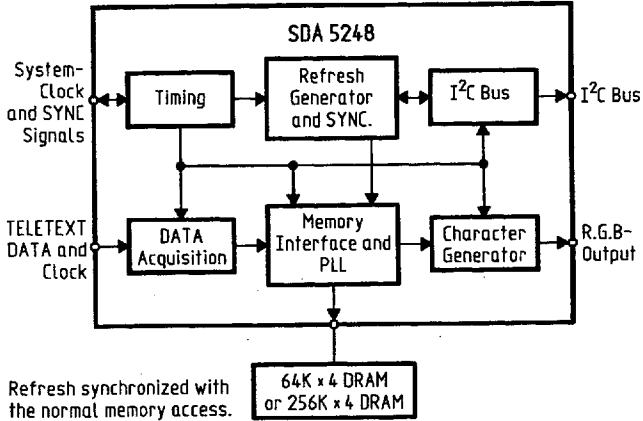 SDA 5248
System-
Clock
and SYNC
Signals
Timing
Refresh
Generator
and SYNC.
I²C Bus
I²C Bus
TELETEXT
DATA and
Clock
DATA
Acquisition
Memory
Interface and
PLL
Character
Generator
R.G.B-
Output
Refresh synchronized with
the normal memory access.
64K x 4 DRAM
or 256K x 4 DRAM